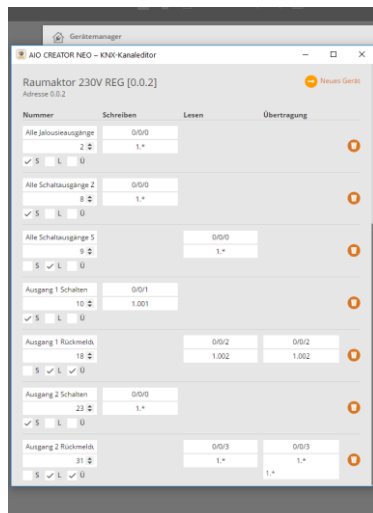 Gerätemanager
AIO CREATOR NEO – KNX-Kanaleditor
Raumaktor 230V REG [0.0.2]
Neues Gerät
Adresse 0.0.2
Nummer Schreiben Lesen Übertragung
Alle Jalousieausgänge 0/0/0
2 1.*
S L Ü
Alle Schaltausgänge Z 0/0/0
8 1.*
S L Ü
Alle Schaltausgänge S 0/0/0
9 1.*
S L Ü
Ausgang 1 Schalten 0/0/1
10 1.001
S L Ü
Ausgang 1 Rückmeldu 0/0/2 0/0/2
18 1.002 1.002
S L Ü
Ausgang 2 Schalten 0/0/0
23 1.*
S L Ü
Ausgang 2 Rückmeldu 0/0/3 0/0/3
31 1.* 1.*
S L Ü 1.*